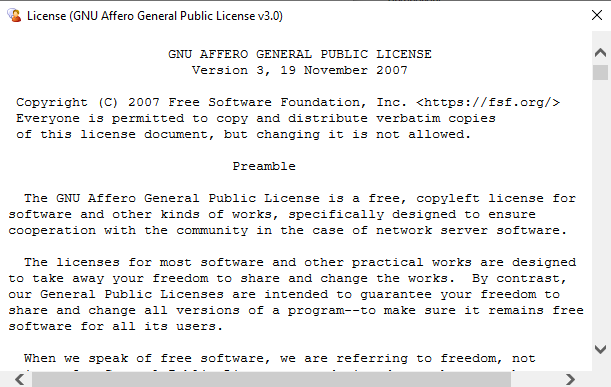 License (GNU Affero General Public License v3.0)
GNU AFFERO GENERAL PUBLIC LICENSE
Version 3, 19 November 2007
Copyright (C) 2007 Free Software Foundation, Inc. <https://fsf.org/>
Everyone is permitted to copy and distribute verbatim copies
of this license document, but changing it is not allowed.
Preamble
The GNU Affero General Public License is a free, copyleft license for
software and other kinds of works, specifically designed to ensure
cooperation with the community in the case of network server software.
The licenses for most software and other practical works are designed
to take away your freedom to share and change the works.  By contrast,
our General Public Licenses are intended to guarantee your freedom to
share and change all versions of a program--to make sure it remains free
software for all its users.
When we speak of free software, we are referring to freedom, not